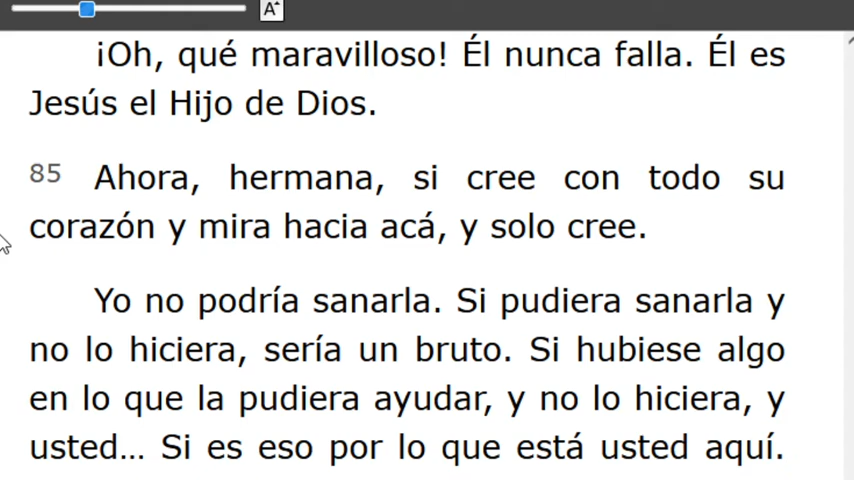 A
¡Oh, qué maravilloso! Él nunca falla. Él es
Jesús el Hijo de Dios.
85 Ahora, hermana, si cree con todo su
corazón y mira hacia acá, y solo cree.
Yo no podría sanarla. Si pudiera sanarla y
no lo hiciera, sería un bruto. Si hubiese algo
en lo que la pudiera ayudar, y no lo hiciera, y
usted... Si es eso por lo que está usted aquí.